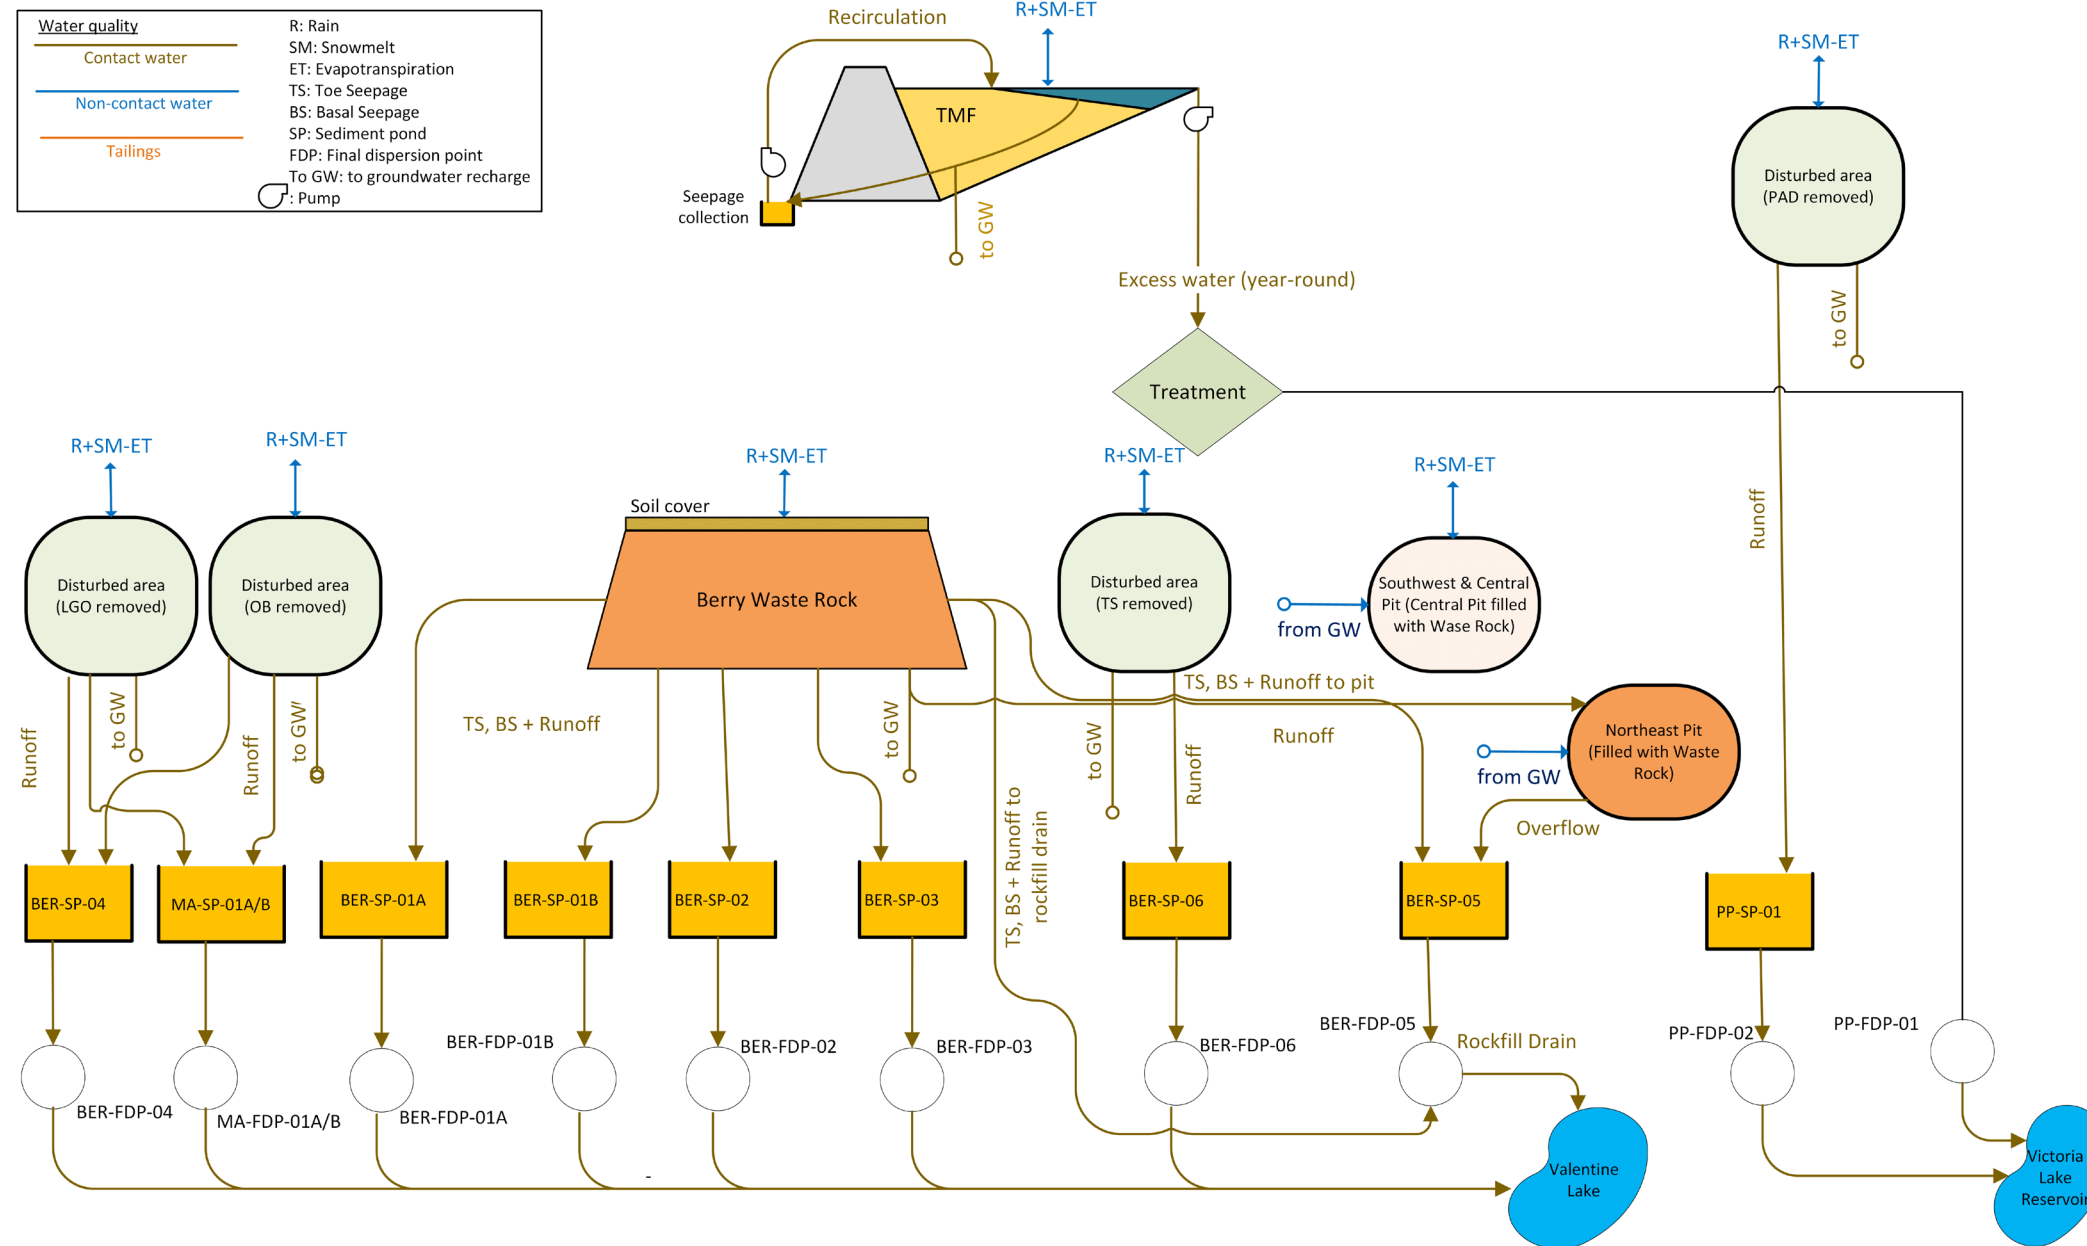 Water quality
Contact water
Non-contact water
Tailings
R: Rain
SM: Snowmelt
ET: Evapotranspiration
TS: Toe Seepage
BS: Basal Seepage
SP: Sediment pond
FDP: Final dispersion point
To GW: to groundwater recharge
: Pump
Recirculation
R+SM-ET
TMF
Seepage
collection
to GW
Excess water (year-round)
Treatment
R+SM-ET
Disturbed area
(PAD removed)
to GW
Runoff
R+SM-ET
Disturbed area
(LGO removed)
Runoff
to GW
R+SM-ET
Disturbed area
(OB removed)
Runoff
to GW'
R+SM-ET
Soil cover
Berry Waste Rock
TS, BS + Runoff
to GW
TS, BS + Runoff to
rockfill drain
R+SM-ET
Disturbed area
(TS removed)
to GW
Runoff
R+SM-ET
Southwest & Central
Pit (Central Pit filled
with Wase Rock)
from GW
TS, BS + Runoff to pit
Runoff
Northeast Pit
(Filled with Waste
Rock)
from GW
Overflow
BER-SP-04
MA-SP-01A/B
BER-SP-01A
BER-SP-01B
BER-SP-02
BER-SP-03
BER-SP-06
BER-SP-05
PP-SP-01
BER-FDP-04
MA-FDP-01A/B
BER-FDP-01A
BER-FDP-01B
BER-FDP-02
BER-FDP-03
BER-FDP-06
BER-FDP-05
Rockfill Drain
PP-FDP-02
PP-FDP-01
-
Valentine
Lake
Victoria
Lake
Reservoir